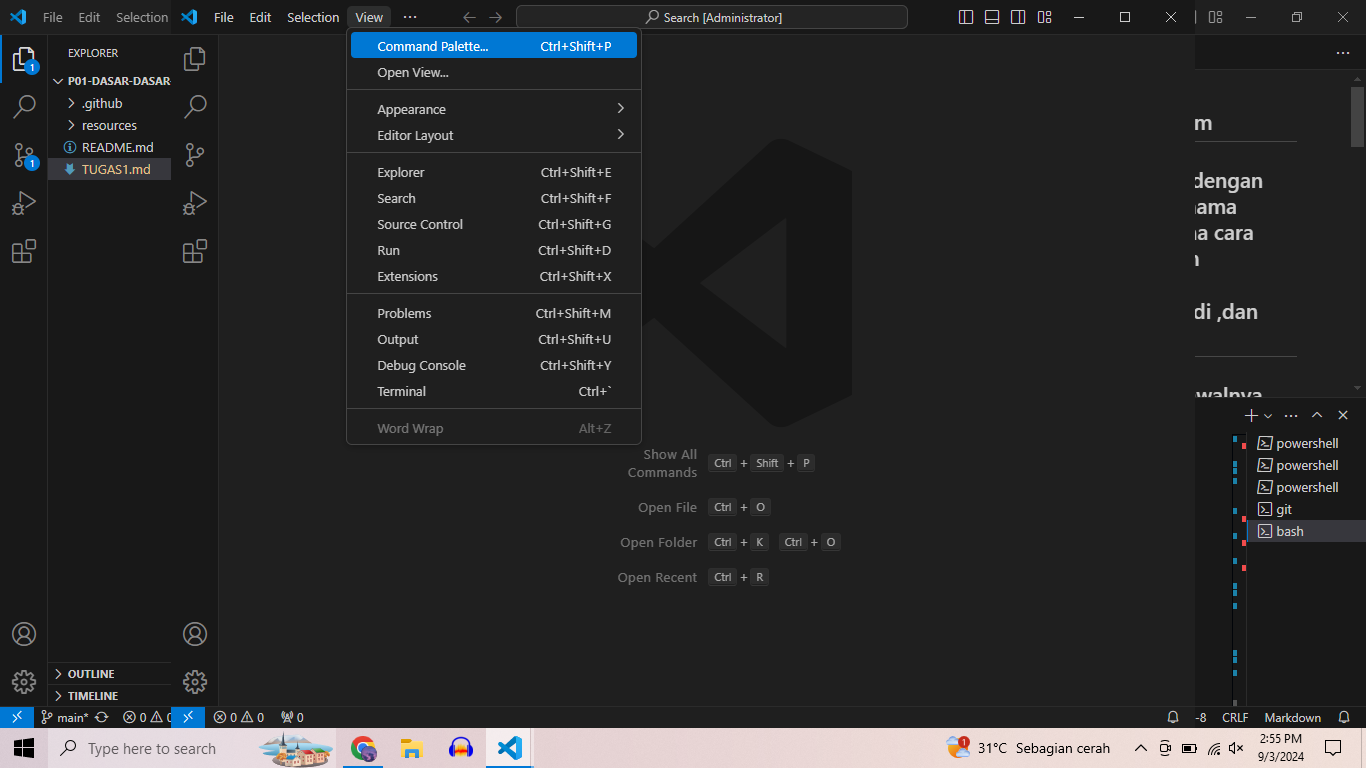 File Edit Selection
File Edit Selection View ···
Search [Administrator]
EXPLORER
P01-DASAR-DASAR
.github
resources
README.md
TUGAS1.md
1
1
Command Palette... Ctrl+Shift+P
Open View...
Appearance
Editor Layout
Explorer Ctrl+Shift+E
Search Ctrl+Shift+F
Source Control Ctrl+Shift+G
Run Ctrl+Shift+D
Extensions Ctrl+Shift+X
Problems Ctrl+Shift+M
Output Ctrl+Shift+U
Debug Console Ctrl+Shift+Y
Terminal Ctrl+`
Word Wrap Alt+Z
Show All
Commands Ctrl + Shift + P
Open File Ctrl + O
Open Folder Ctrl + K Ctrl + O
Open Recent Ctrl + R
m
dengan
ama
a cara
di ,dan
walnya
powershell
powershell
powershell
git
bash
OUTLINE
TIMELINE
main* 0 0
0 0 0
-8 CRLF Markdown
Type here to search
1
31°C Sebagian cerah
2:55 PM
9/3/2024